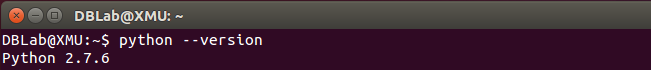 DBLab@XMU: ~
DBLab@XMU:~$ python --version
Python 2.7.6